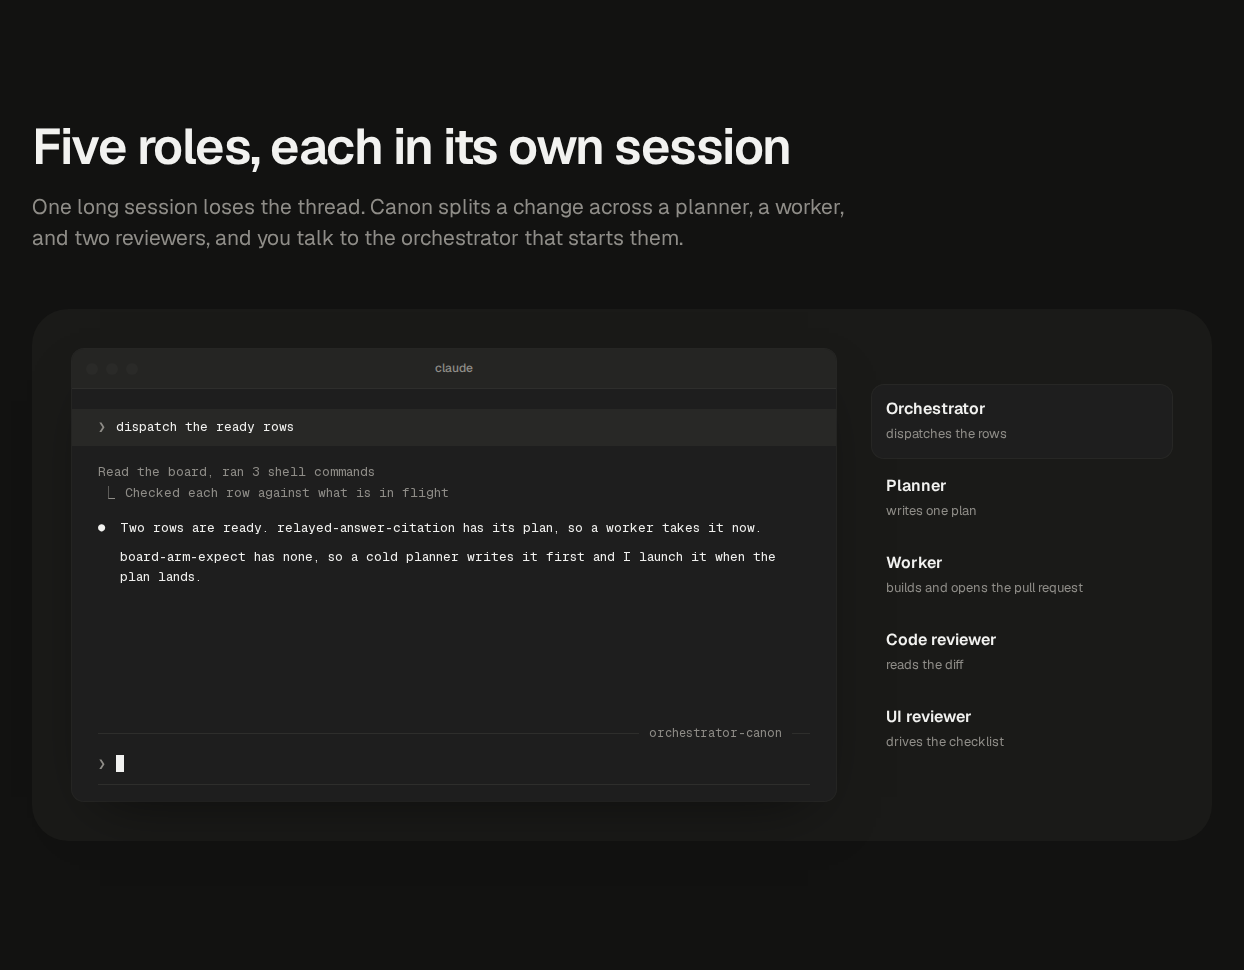 Five roles, each in its own session
One long session loses the thread. Canon splits a change across a planner, a worker,
and two reviewers, and you talk to the orchestrator that starts them.
claude
❯ dispatch the ready rows
Read the board, ran 3 shell commands
⎿ Checked each row against what is in flight
● Two rows are ready. relayed-answer-citation has its plan, so a worker takes it now.
board-arm-expect has none, so a cold planner writes it first and I launch it when the
plan lands.
orchestrator-canon
❯
Orchestrator
dispatches the rows
Planner
writes one plan
Worker
builds and opens the pull request
Code reviewer
reads the diff
UI reviewer
drives the checklist